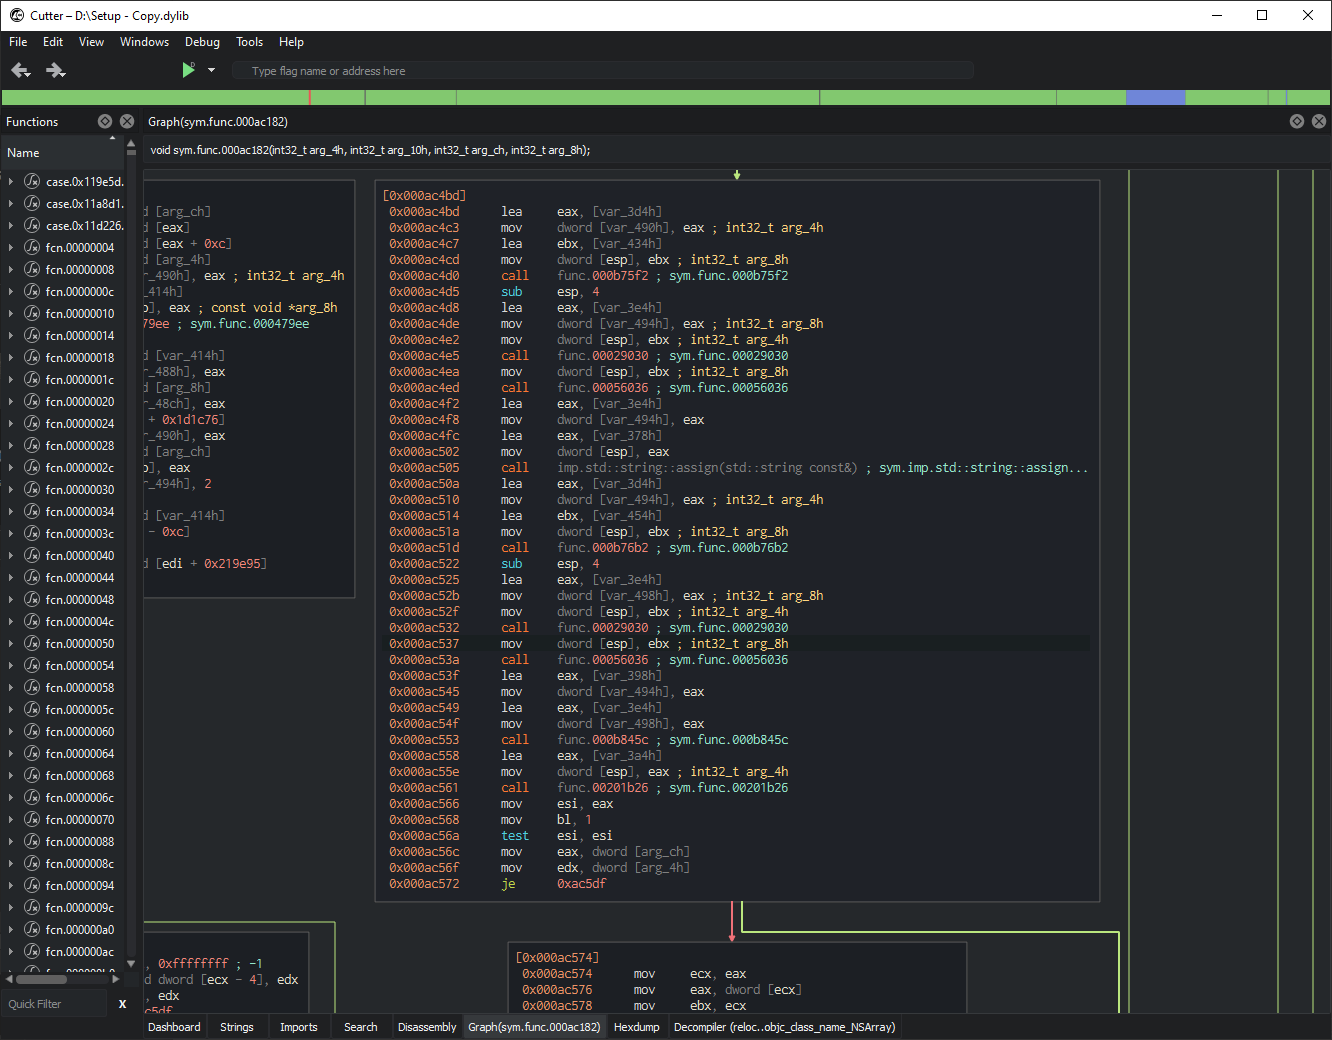 Cutter – D:\Setup - Copy.dylib
File Edit View Windows Debug Tools Help
Type flag name or address here
Functions
Graph(sym.func.000ac182)
Name
void sym.func.000ac182(int32_t arg_4h, int32_t arg_10h, int32_t arg_ch, int32_t arg_8h);
case.0x119e5d.
case.0x11a8d1.
case.0x11d226.
fcn.00000004
fcn.00000008
fcn.0000000c
fcn.00000010
fcn.00000014
fcn.00000018
fcn.0000001c
fcn.00000020
fcn.00000024
fcn.00000028
fcn.0000002c
fcn.00000030
fcn.00000034
fcn.0000003c
fcn.00000040
fcn.00000044
fcn.00000048
fcn.0000004c
fcn.00000050
fcn.00000054
fcn.00000058
fcn.0000005c
fcn.00000060
fcn.00000064
fcn.00000068
fcn.0000006c
fcn.00000070
fcn.00000088
fcn.0000008c
fcn.00000094
fcn.0000009c
fcn.000000a0
fcn.000000ac
Quick Filter X
d [arg_ch]
d [eax]
d [eax + 0xc]
d [arg_4h]
r_490h], eax ; int32_t arg_4h
_414h]
p], eax ; const void *arg_8h
79ee ; sym.func.000479ee
d [var_414h]
r_488h], eax
d [arg_8h]
r_48ch], eax
+ 0x1d1c76]
r_490h], eax
d [arg_ch]
p], eax
r_494h], 2
d [var_414h]
- 0xc]
d [edi + 0x219e95]
[0x000ac4bd]
0x000ac4bd lea eax, [var_3d4h]
0x000ac4c3 mov dword [var_490h], eax ; int32_t arg_4h
0x000ac4c7 lea ebx, [var_434h]
0x000ac4cd mov dword [esp], ebx ; int32_t arg_8h
0x000ac4d0 call func.000b75f2 ; sym.func.000b75f2
0x000ac4d5 sub esp, 4
0x000ac4d8 lea eax, [var_3e4h]
0x000ac4de mov dword [var_494h], eax ; int32_t arg_8h
0x000ac4e2 mov dword [esp], ebx ; int32_t arg_4h
0x000ac4e5 call func.00029030 ; sym.func.00029030
0x000ac4ea mov dword [esp], ebx ; int32_t arg_8h
0x000ac4ed call func.00056036 ; sym.func.00056036
0x000ac4f2 lea eax, [var_3e4h]
0x000ac4f8 mov dword [var_494h], eax
0x000ac4fc lea eax, [var_378h]
0x000ac502 mov dword [esp], eax
0x000ac505 call imp.std::string::assign(std::string const&) ; sym.imp.std::string::assign...
0x000ac50a lea eax, [var_3d4h]
0x000ac510 mov dword [var_494h], eax ; int32_t arg_4h
0x000ac514 lea ebx, [var_454h]
0x000ac51a mov dword [esp], ebx ; int32_t arg_8h
0x000ac51d call func.000b76b2 ; sym.func.000b76b2
0x000ac522 sub esp, 4
0x000ac525 lea eax, [var_3e4h]
0x000ac52b mov dword [var_498h], eax ; int32_t arg_8h
0x000ac52f mov dword [esp], ebx ; int32_t arg_4h
0x000ac532 call func.00029030 ; sym.func.00029030
0x000ac537 mov dword [esp], ebx ; int32_t arg_8h
0x000ac53a call func.00056036 ; sym.func.00056036
0x000ac53f lea eax, [var_398h]
0x000ac545 mov dword [var_494h], eax
0x000ac549 lea eax, [var_3e4h]
0x000ac54f mov dword [var_498h], eax
0x000ac553 call func.000b845c ; sym.func.000b845c
0x000ac558 lea eax, [var_3a4h]
0x000ac55e mov dword [esp], eax ; int32_t arg_4h
0x000ac561 call func.00201b26 ; sym.func.00201b26
0x000ac566 mov esi, eax
0x000ac568 mov bl, 1
0x000ac56a test esi, esi
0x000ac56c mov eax, dword [arg_ch]
0x000ac56f mov edx, dword [arg_4h]
0x000ac572 je 0xac5df
, 0xffffffff ; -1
d dword [ecx - 4], edx
, edx
[0x000ac574]
0x000ac574 mov ecx, eax
0x000ac576 mov eax, dword [ecx]
0x000ac578 mov ebx, ecx
Dashboard Strings Imports Search Disassembly Graph(sym.func.000ac182) Hexdump Decompiler (reloc..objc_class_name_NSArray)